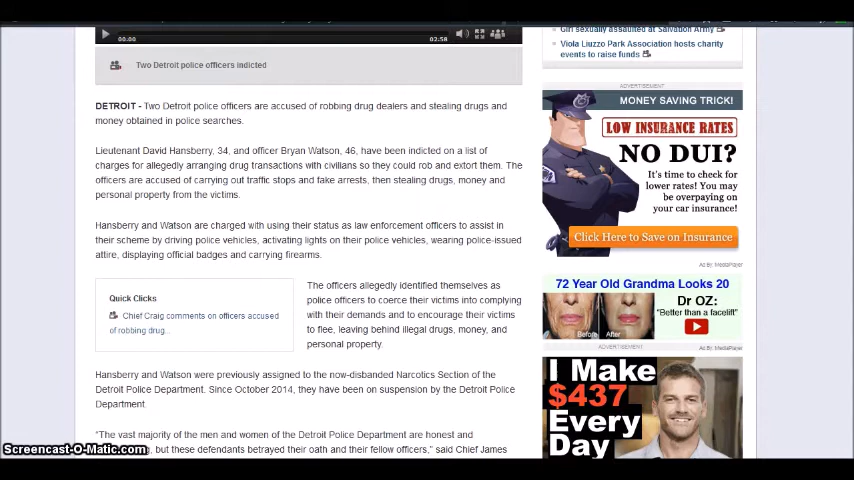 Girl sexually assaulted at Salvation Army
Viola Liuzzo Park Association hosts charity
events to raise funds
00:00
02:58
Two Detroit police officers indicted
DETROIT - Two Detroit police officers are accused of robbing drug dealers and stealing drugs and
money obtained in police searches.
Lieutenant David Hansberry, 34, and officer Bryan Watson, 46, have been indicted on a list of
charges for allegedly arranging drug transactions with civilians so they could rob and extort them. The
officers are accused of carrying out traffic stops and fake arrests, then stealing drugs, money and
personal property from the victims.
Hansberry and Watson are charged with using their status as law enforcement officers to assist in
their scheme by driving police vehicles, activating lights on their police vehicles, wearing police-issued
attire, displaying official badges and carrying firearms.
Quick Clicks
Chief Craig comments on officers accused
of robbing drug...
The officers allegedly identified themselves as
police officers to coerce their victims into complying
with their demands and to encourage their victims
to flee, leaving behind illegal drugs, money, and
personal property.
Hansberry and Watson were previously assigned to the now-disbanded Narcotics Section of the
Detroit Police Department. Since October 2014, they have been on suspension by the Detroit Police
Department.
"The vast majority of the men and women of the Detroit Police Department are honest and
but these defendants betrayed their oath and their fellow officers," said Chief James
ADVERTISEMENT
MONEY SAVING TRICK!
LOW INSURANCE RATES
NO DUI?
It's time to check for
lower rates! You may
be overpaying on
your car insurance!
Click Here to Save on Insurance
Ad By: MediaPlayer
72 Year Old Grandma Looks 20
Dr OZ:
"Better than a facelift"
Before
After
ADVERTISEMENT
Ad By: MediaPlayer
I Make
$437
Every
Day
Screencast-O-Matic.com